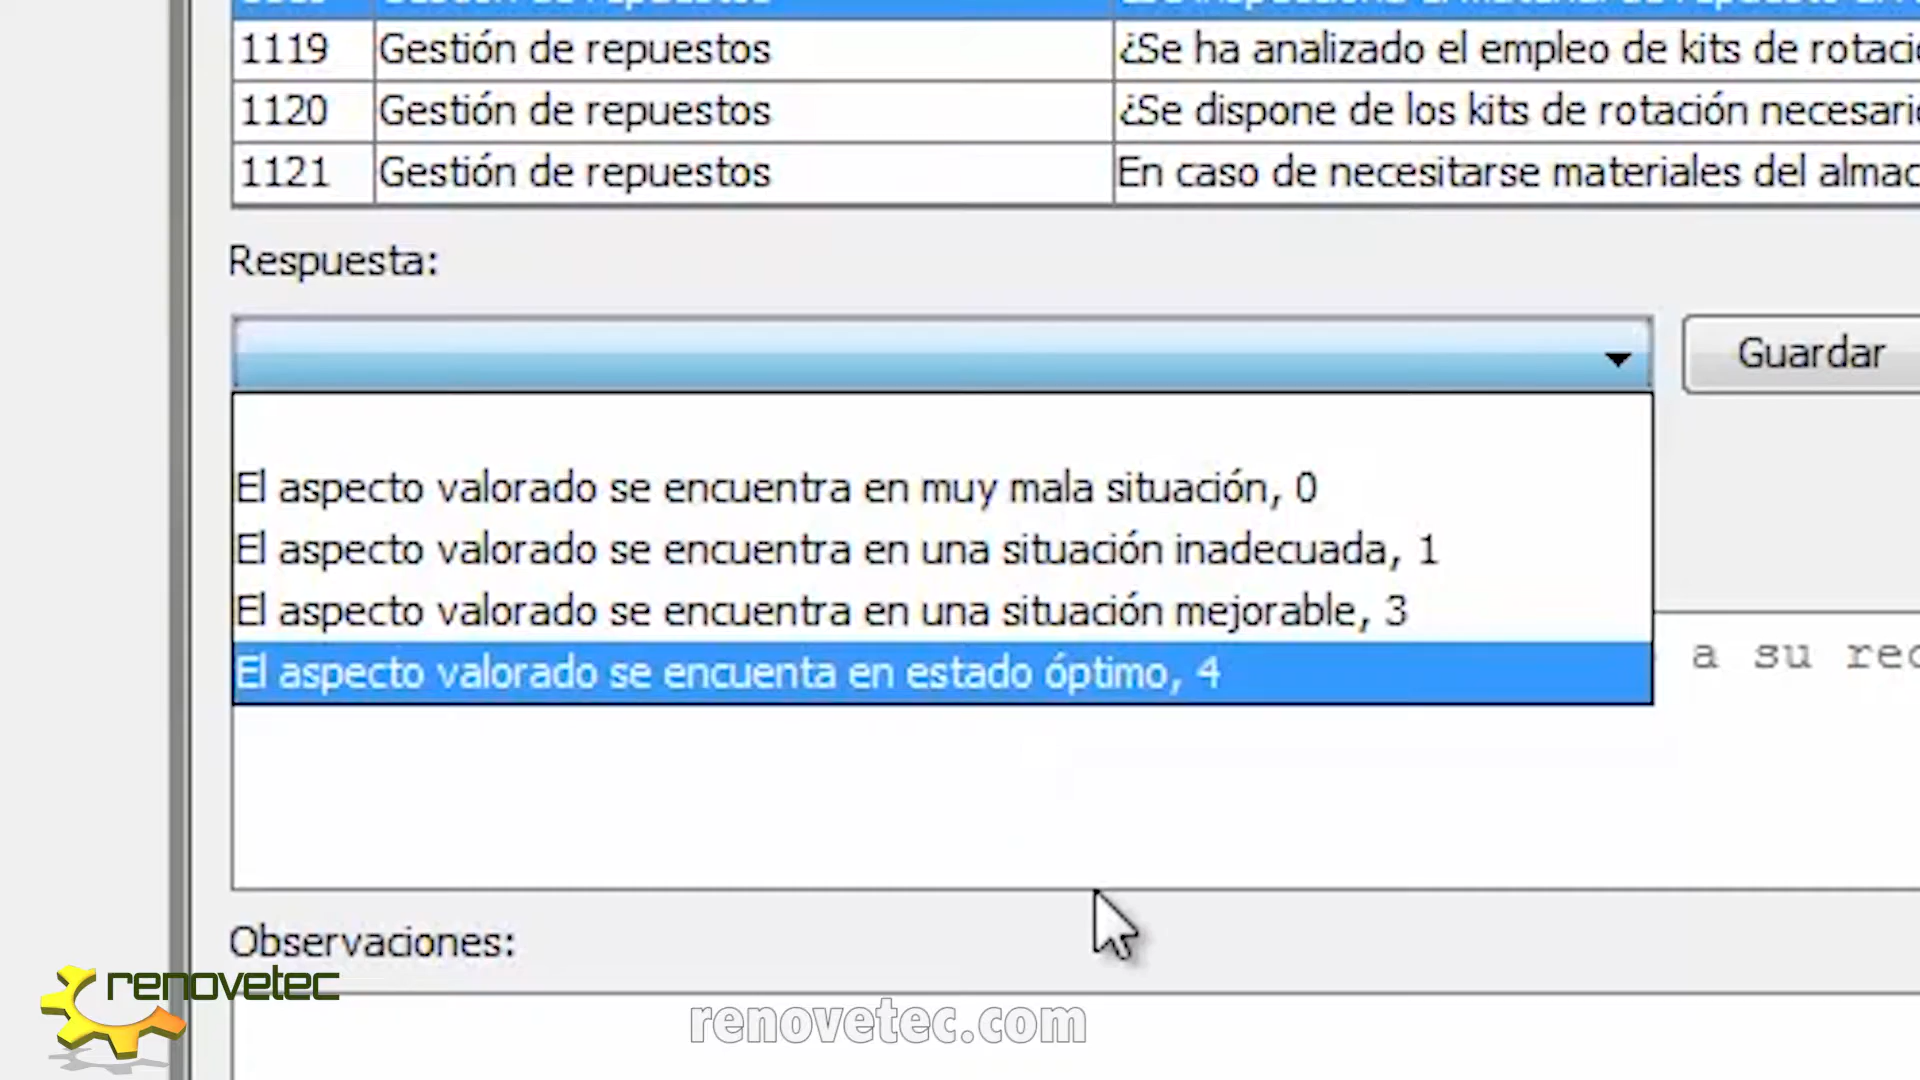 1119 Gestión de repuestos ¿Se ha analizado el empleo de kits de
1120 Gestión de repuestos ¿Se dispone de los kits de rotación
1121 Gestión de repuestos En caso de necesitarse materiales del
Respuesta:
Guardar
El aspecto valorado se encuentra en muy mala situación, 0
El aspecto valorado se encuentra en una situación inadecuada, 1
El aspecto valorado se encuentra en una situación mejorable, 3
El aspecto valorado se encuenta en estado óptimo, 4
a su
Observaciones:
renovetec
renovetec.com